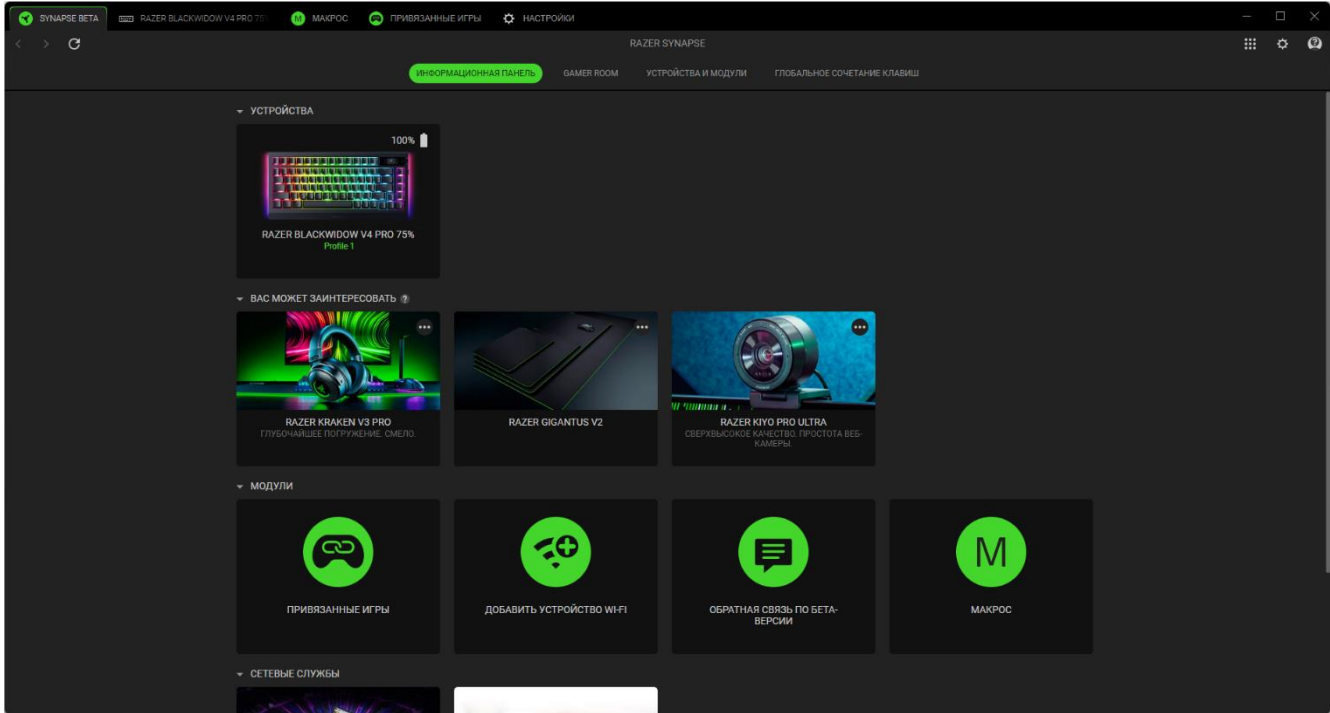 SYNAPSE BETA
RAZER BLACKWIDOW V4 PRO 75%
МАКРОС
ПРИВЯЗАННЫЕ ИГРЫ
НАСТРОЙКИ
RAZER SYNAPSE
ИНФОРМАЦИОННАЯ ПАНЕЛЬ
GAMER ROOM
УСТРОЙСТВА И МОДУЛИ
ГЛОБАЛЬНОЕ СОЧЕТАНИЕ КЛАВИШ
УСТРОЙСТВА
100%
RAZER BLACKWIDOW V4 PRO 75%
Profile 1
ВАС МОЖЕТ ЗАИНТЕРЕСОВАТЬ ?
RAZER KRAKEN V3 PRO
ГЛУБОЧАЙШЕЕ ПОГРУЖЕНИЕ. СМЕЛО.
RAZER GIGANTUS V2
RAZER KIYO PRO ULTRA
СВЕРХВЫСОКОЕ КАЧЕСТВО. ПРОСТОТА ВЕБ-
КАМЕРЫ.
МОДУЛИ
ПРИВЯЗАННЫЕ ИГРЫ
ДОБАВИТЬ УСТРОЙСТВО WI-FI
ОБРАТНАЯ СВЯЗЬ ПО БЕТА-
ВЕРСИИ
M
МАКРОС
СЕТЕВЫЕ СЛУЖБЫ